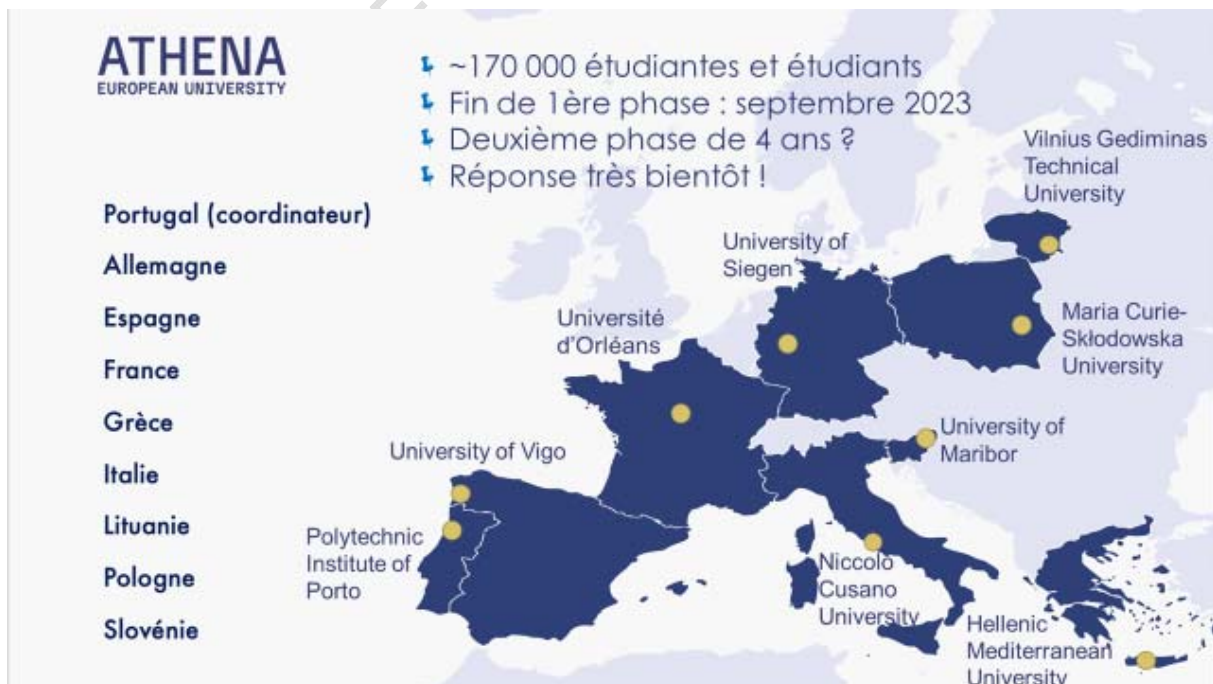 ATHENA
EUROPEAN UNIVERSITY
~170 000 étudiantes et étudiants
Fin de 1ère phase : septembre 2023
Deuxième phase de 4 ans ?
Réponse très bientôt !
Portugal (coordinateur)
Allemagne
Espagne
France
Grèce
Italie
Lituanie
Pologne
Slovénie
Vilnius Gediminas
Technical
University
University of
Siegen
Maria Curie-
Skłodowska
University
Université
d'Orléans
University of
Maribor
University of Vigo
Polytechnic
Institute of
Porto
Niccolò
Cusano
University
Hellenic
Mediterranean
University